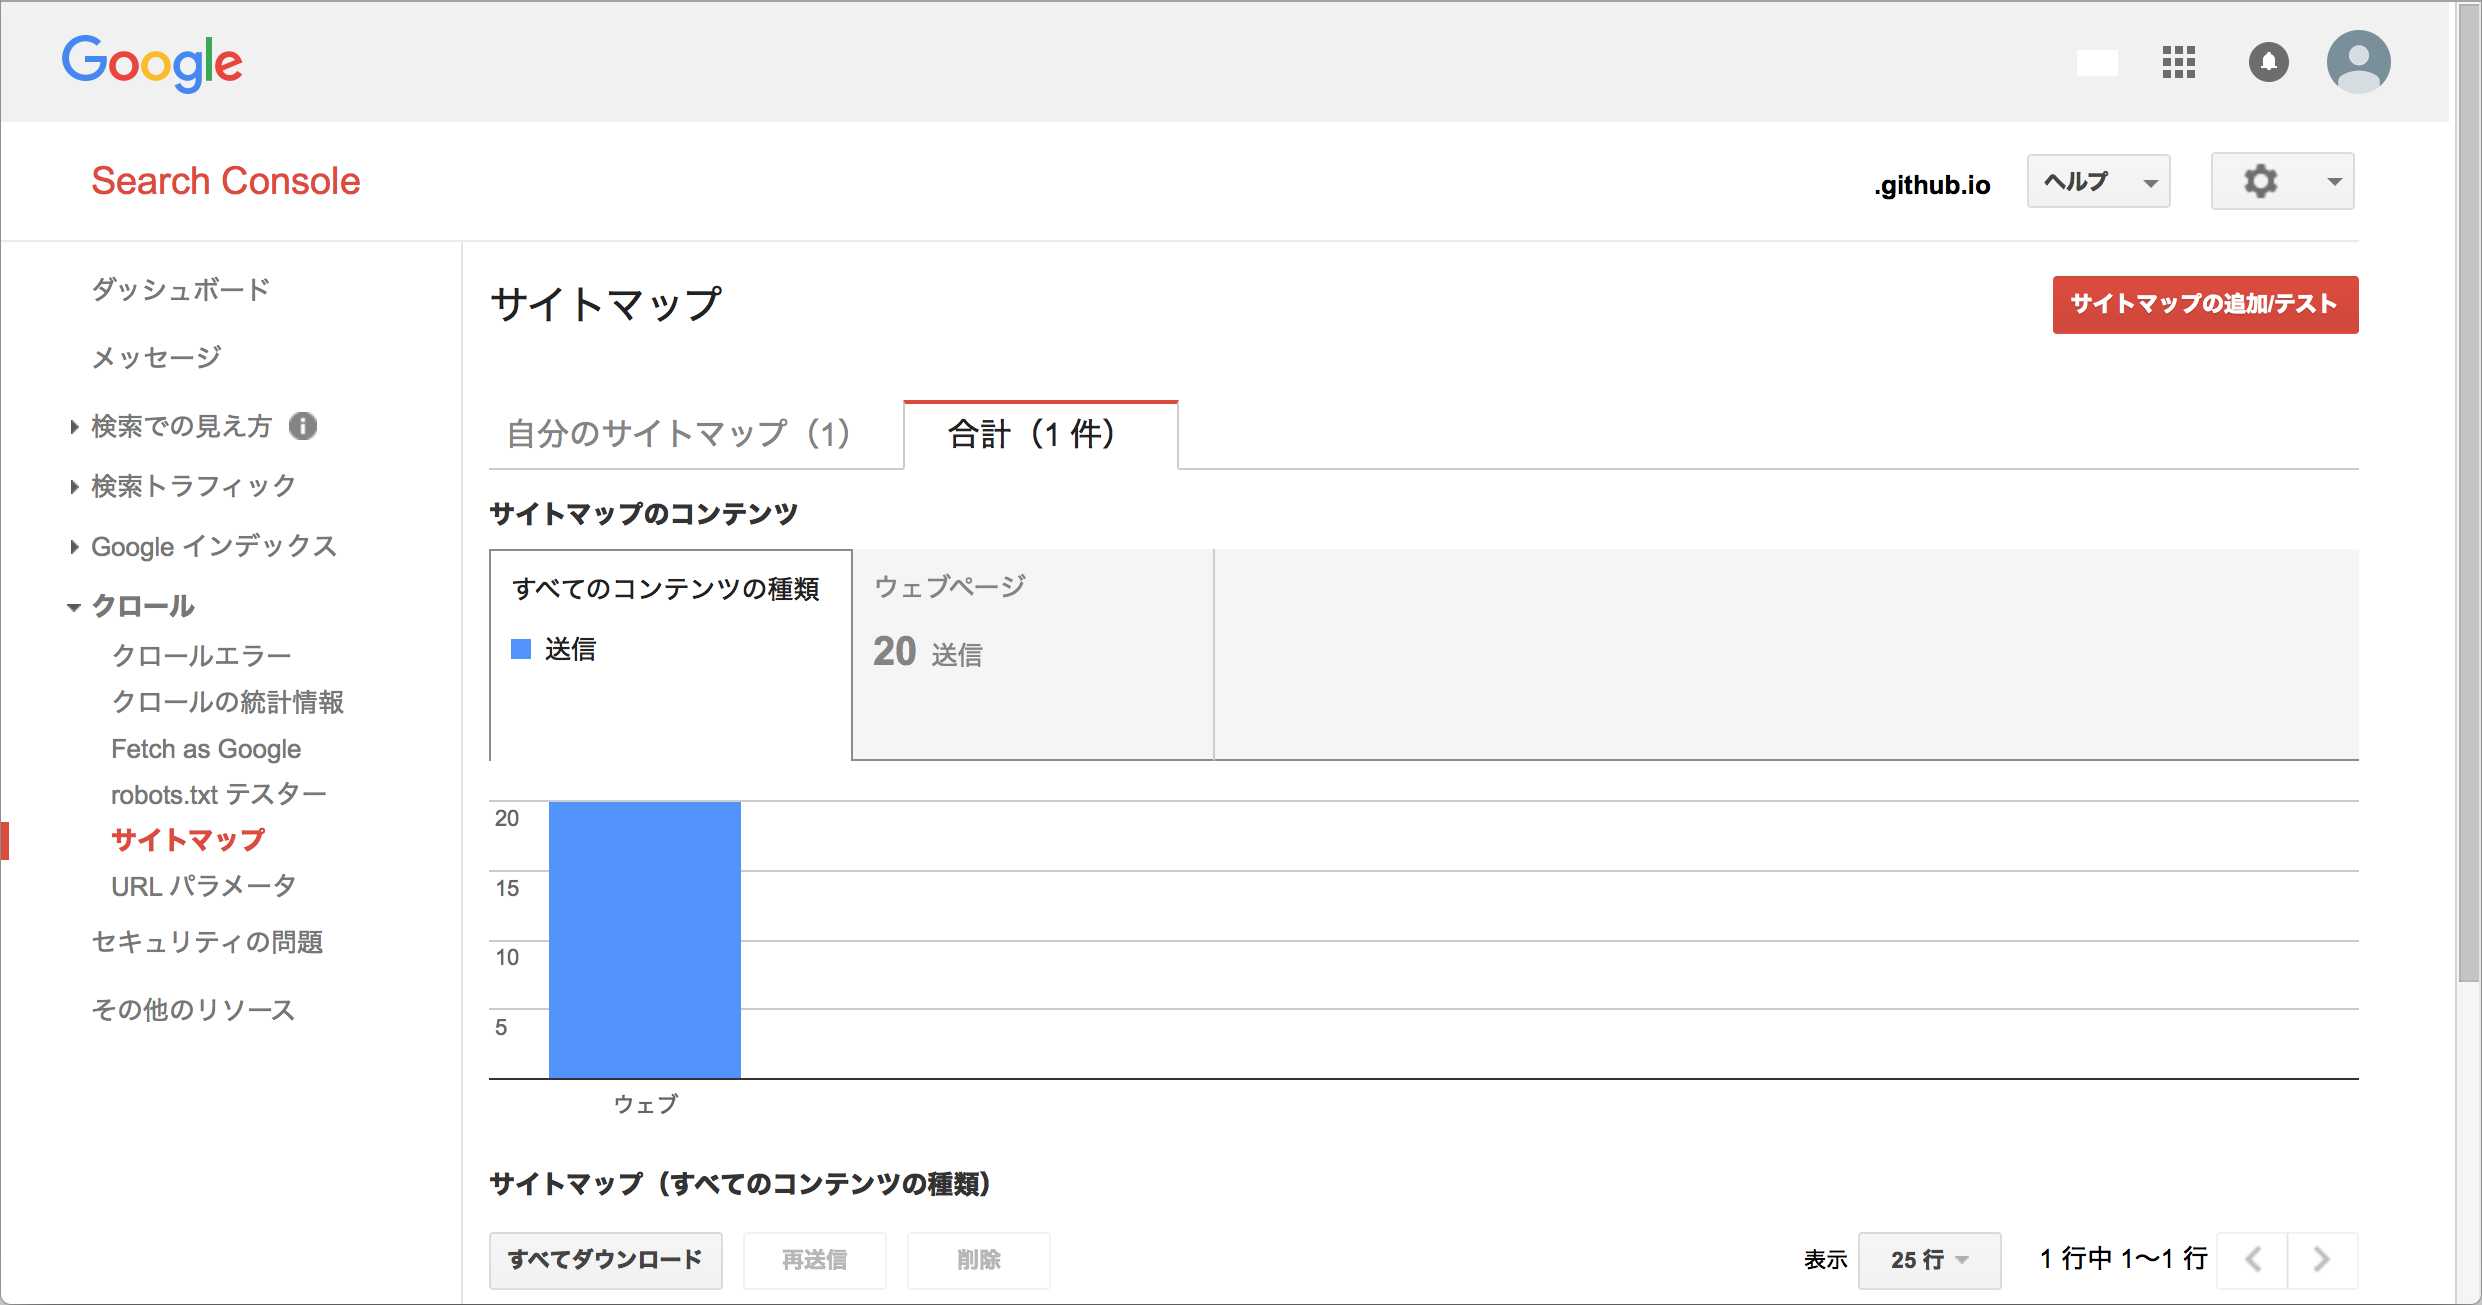 Google
Search Console
.github.io
ヘルプ
ダッシュボード
メッセージ
検索での見え方
検索トラフィック
Google インデックス
クロール
クロールエラー
クロールの統計情報
Fetch as Google
robots.txt テスター
サイトマップ
URL パラメータ
セキュリティの問題
その他のリソース
サイトマップ
サイトマップの追加/テスト
自分のサイトマップ（1）
合計（1 件）
サイトマップのコンテンツ
すべてのコンテンツの種類
送信
ウェブページ
20 送信
20
15
10
5
ウェブ
サイトマップ（すべてのコンテンツの種類）
すべてダウンロード
再送信
削除
表示
25 行
1 行中 1～1 行